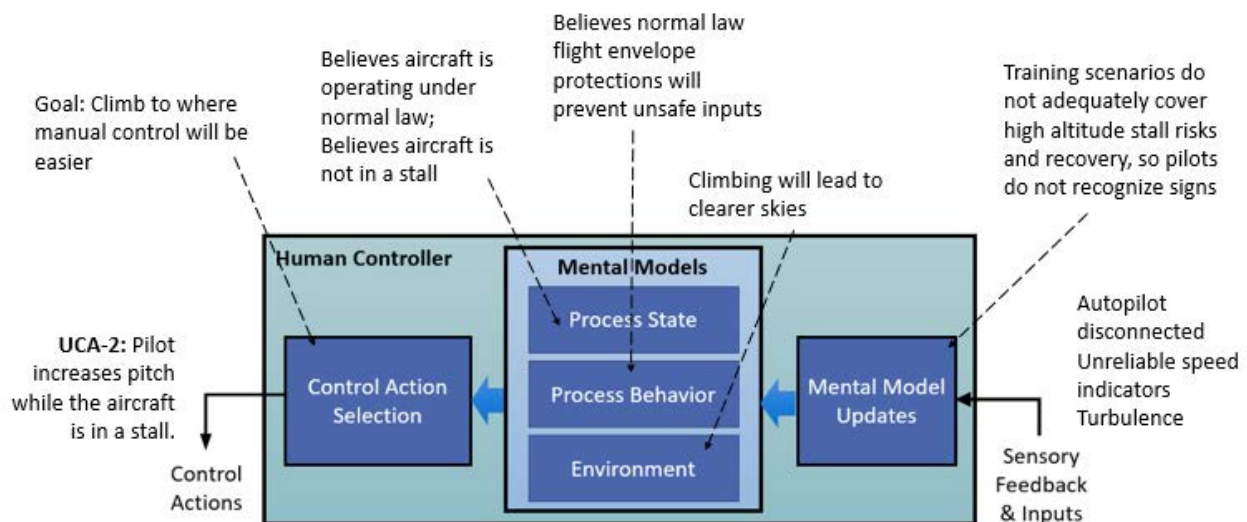 Goal: Climb to where
manual control will be
easier
Believes aircraft is
operating under
normal law;
Believes aircraft is
not in a stall
Believes normal law
flight envelope
protections will
prevent unsafe inputs
Climbing will lead to
clearer skies
Training scenarios do
not adequately cover
high altitude stall risks
and recovery, so pilots
do not recognize signs
Human Controller
Mental Models
Process State
Process Behavior
Environment
Control Action
Selection
Mental Model
Updates
UCA-2: Pilot
increases pitch
while the aircraft
is in a stall.
Control
Actions
Autopilot
disconnected
Unreliable speed
indicators
Turbulence
Sensory
Feedback
& Inputs